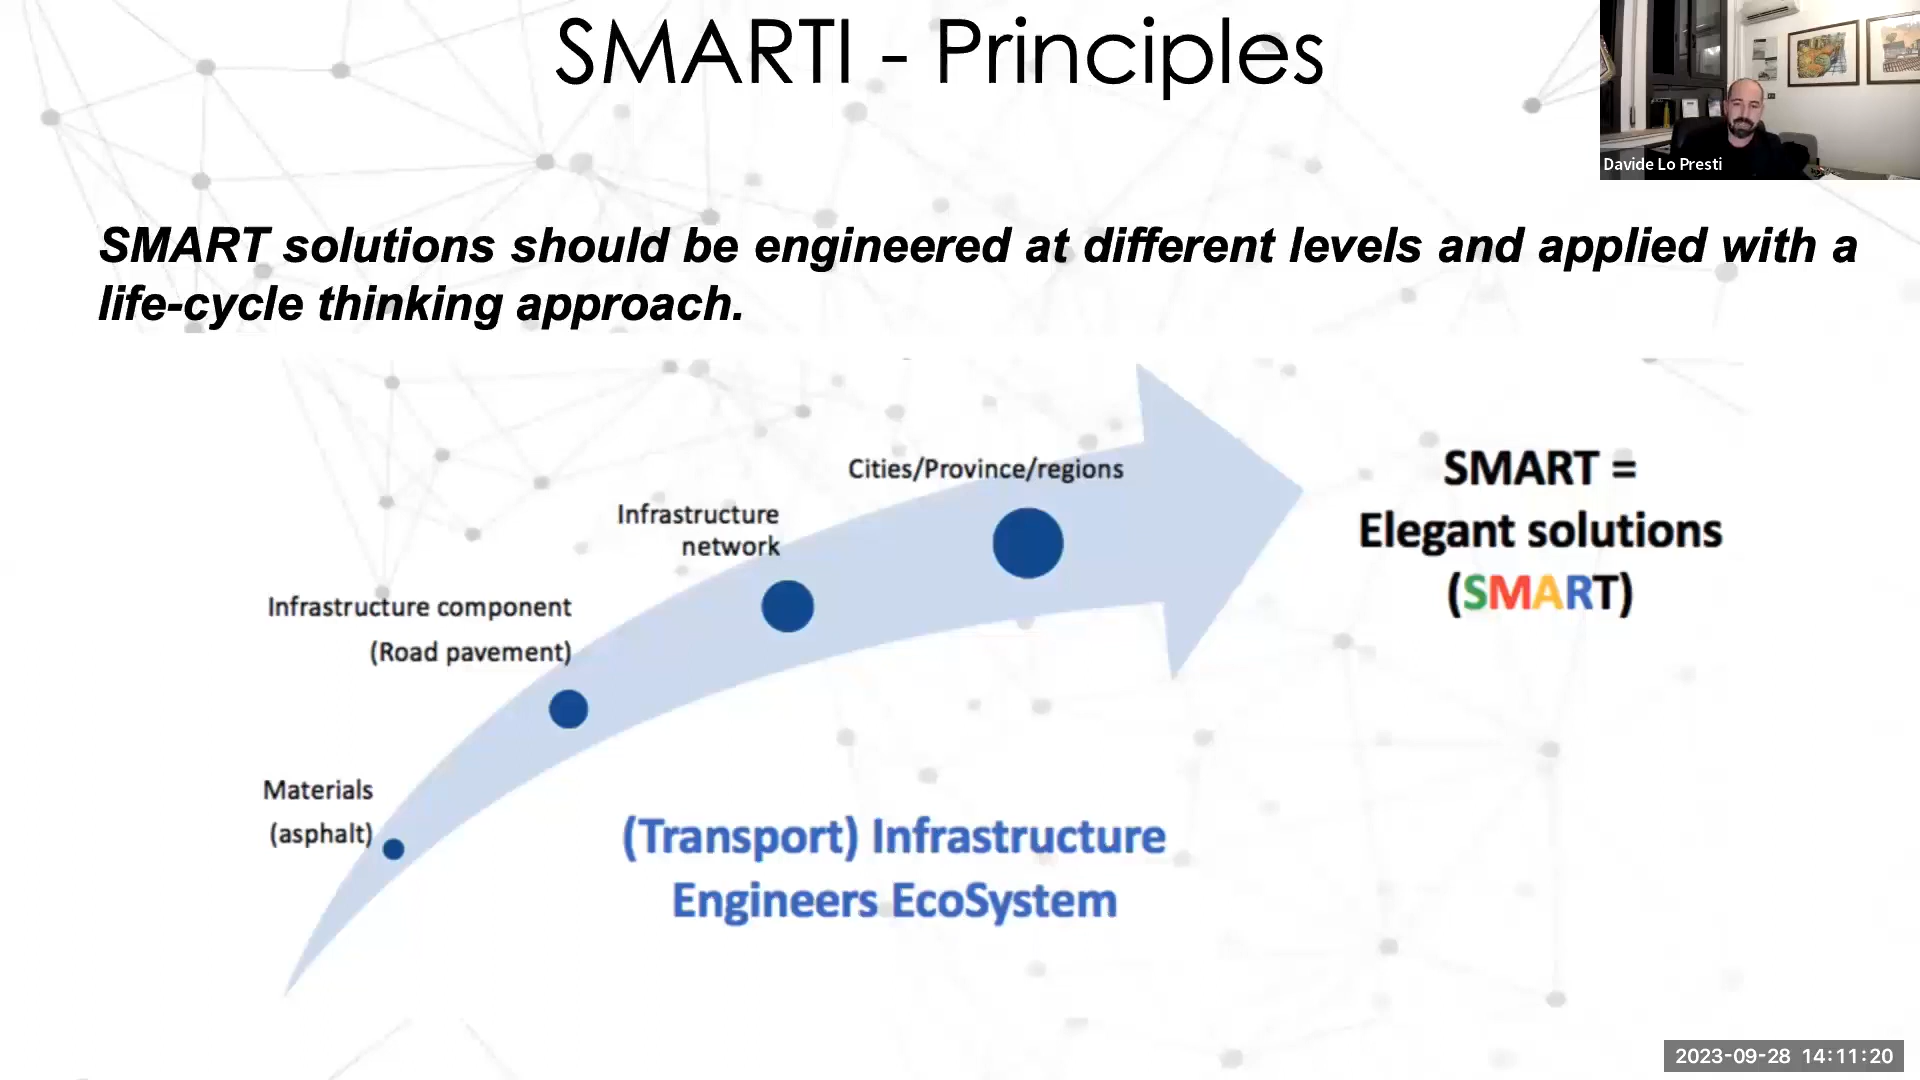 SMARTI - Principles
Davide Lo Presti
SMART solutions should be engineered at different levels and applied with a
life-cycle thinking approach.
Cities/Province/regions
Infrastructure
network
Infrastructure component
(Road pavement)
Materials
(asphalt)
SMART =
Elegant solutions
(SMART)
(Transport) Infrastructure
Engineers EcoSystem
2023-09-28 14:11:20